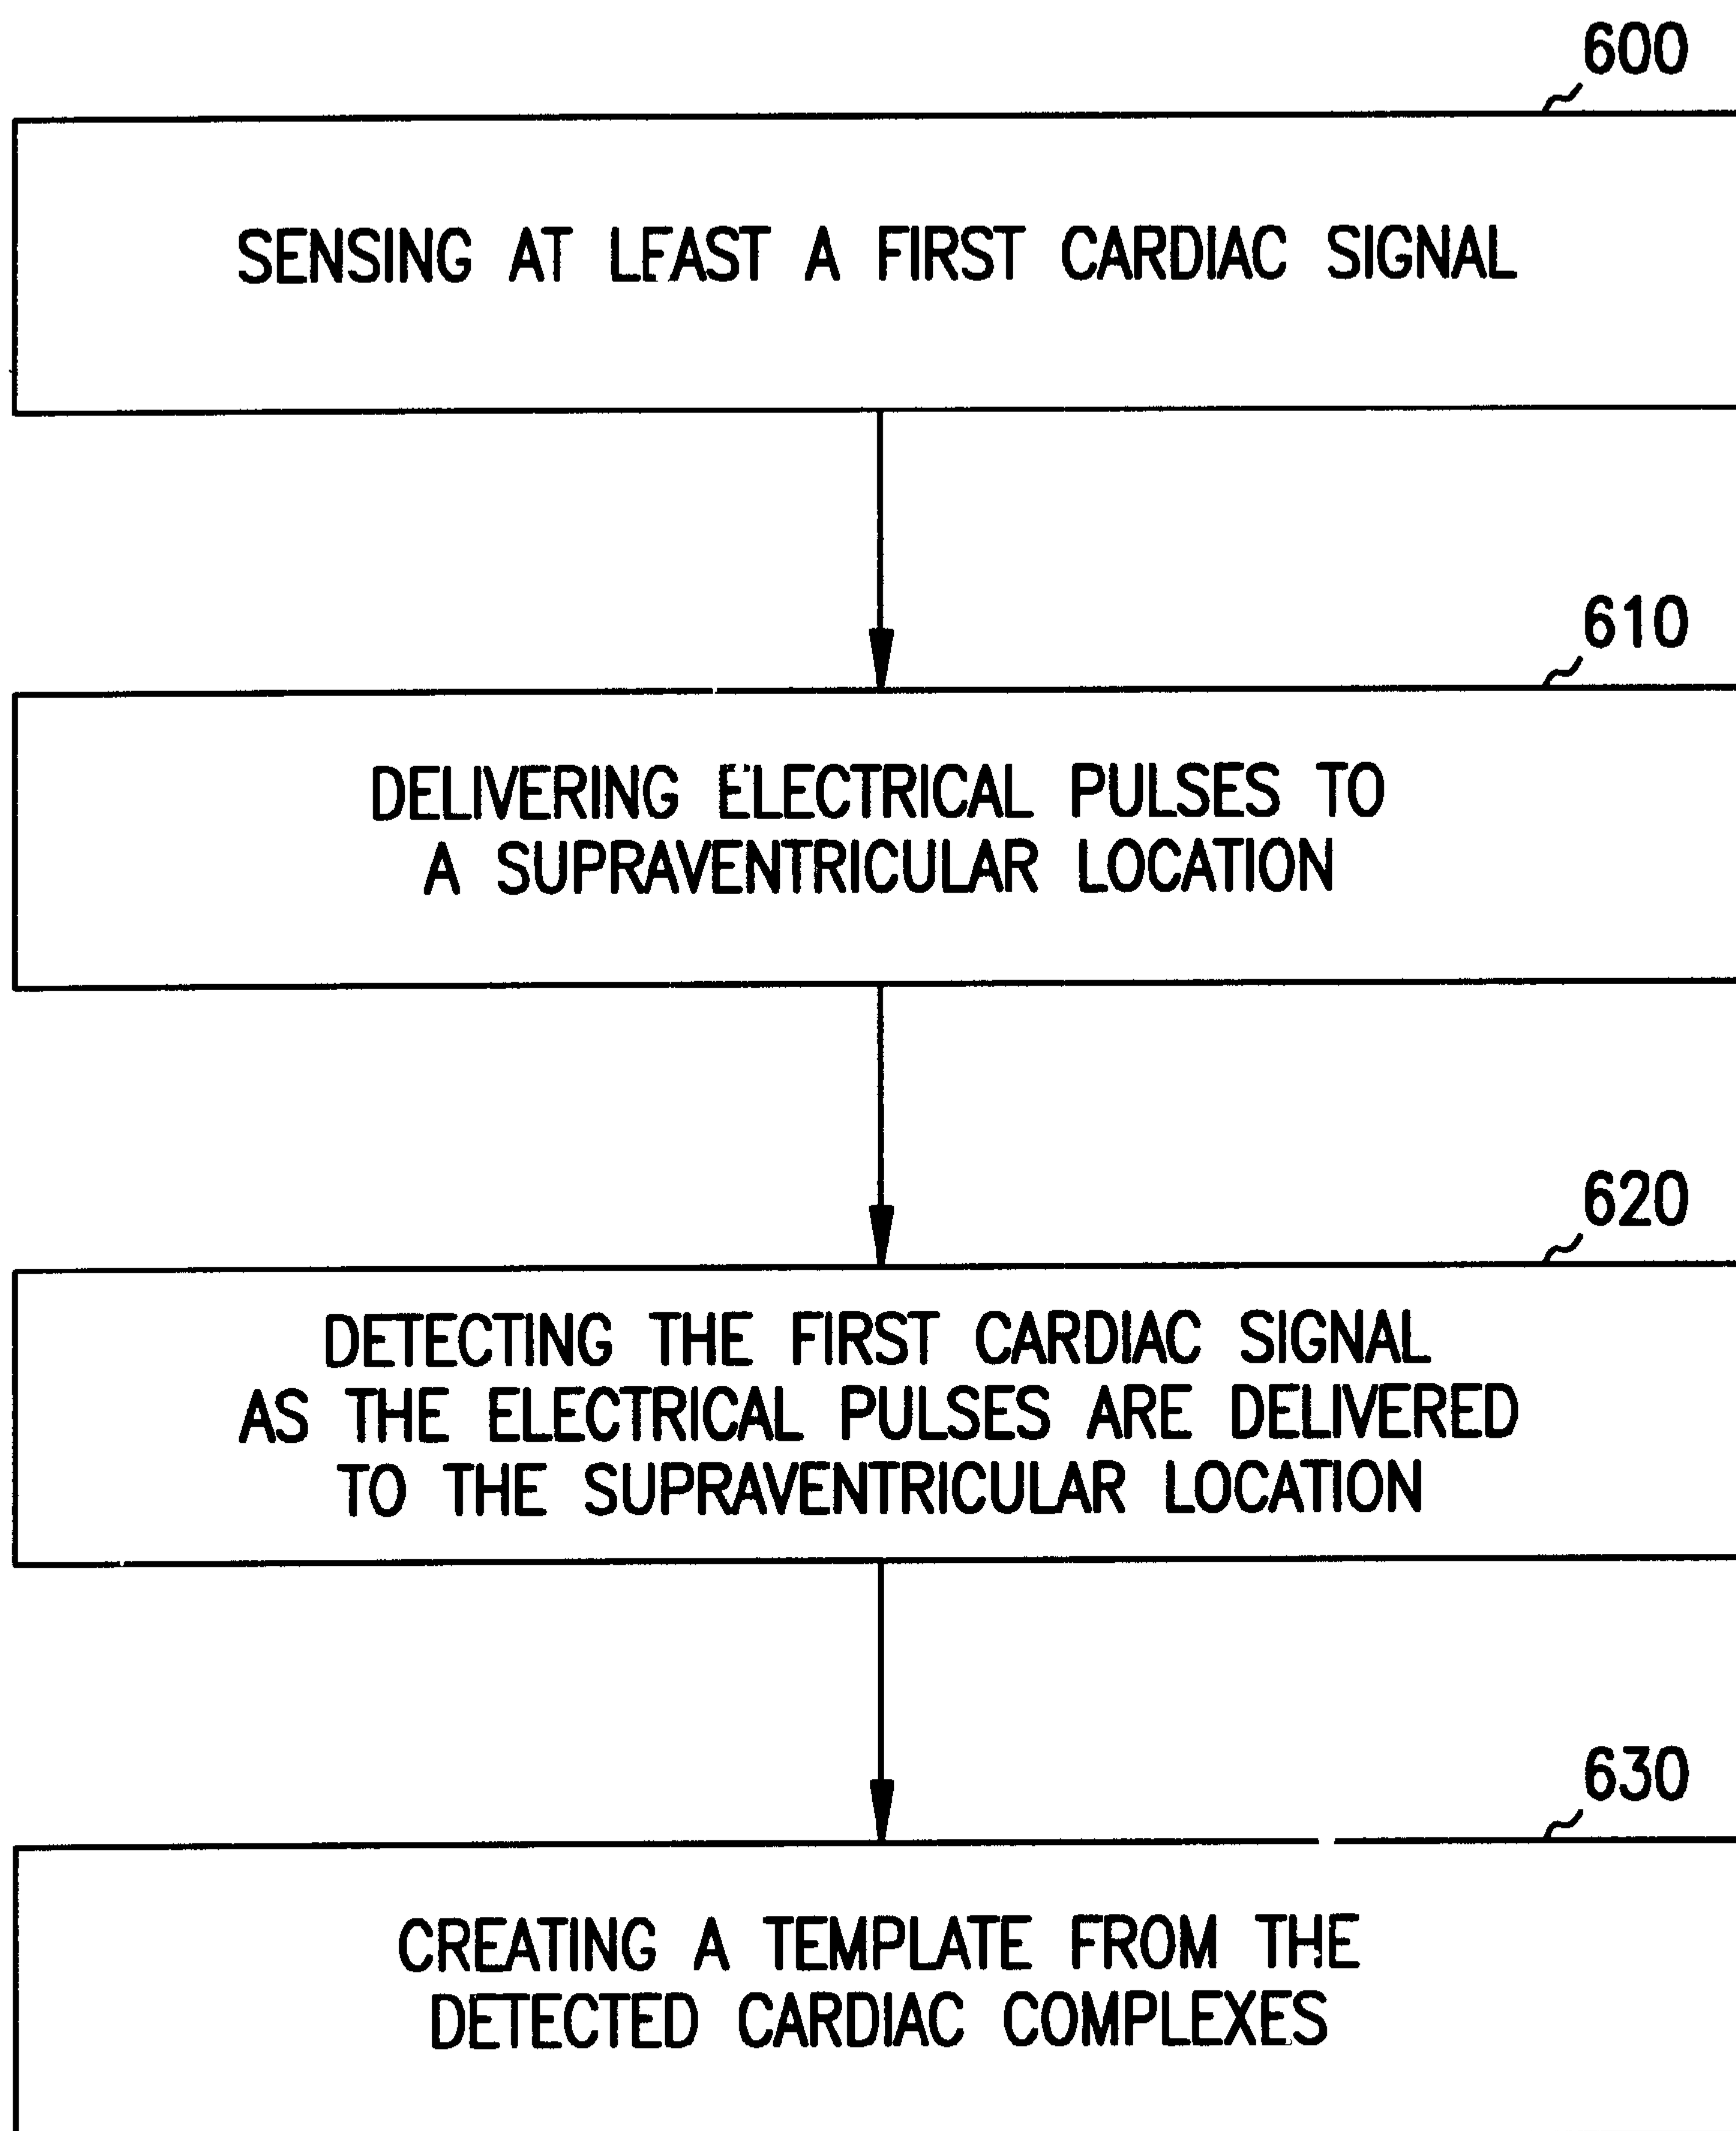 600
SENSING AT LEAST A FIRST CARDIAC SIGNAL
610
DELIVERING ELECTRICAL PULSES TO
A SUPRAVENTRICULAR LOCATION
620
DETECTING THE FIRST CARDIAC SIGNAL
AS THE ELECTRICAL PULSES ARE DELIVERED
TO THE SUPRAVENTRICULAR LOCATION
630
CREATING A TEMPLATE FROM THE
DETECTED CARDIAC COMPLEXES